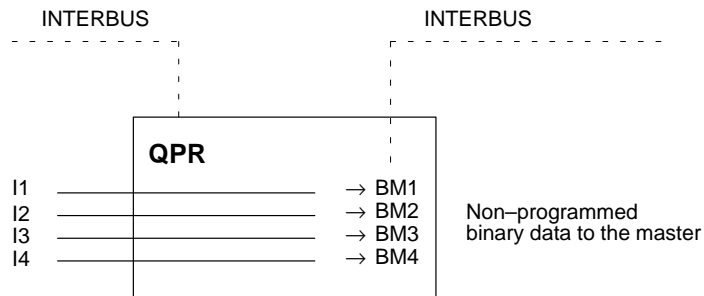 INTERBUS INTERBUS
QPR
I1 → BM1
I2 → BM2 Non–programmed
I3 → BM3 binary data to the master
I4 → BM4